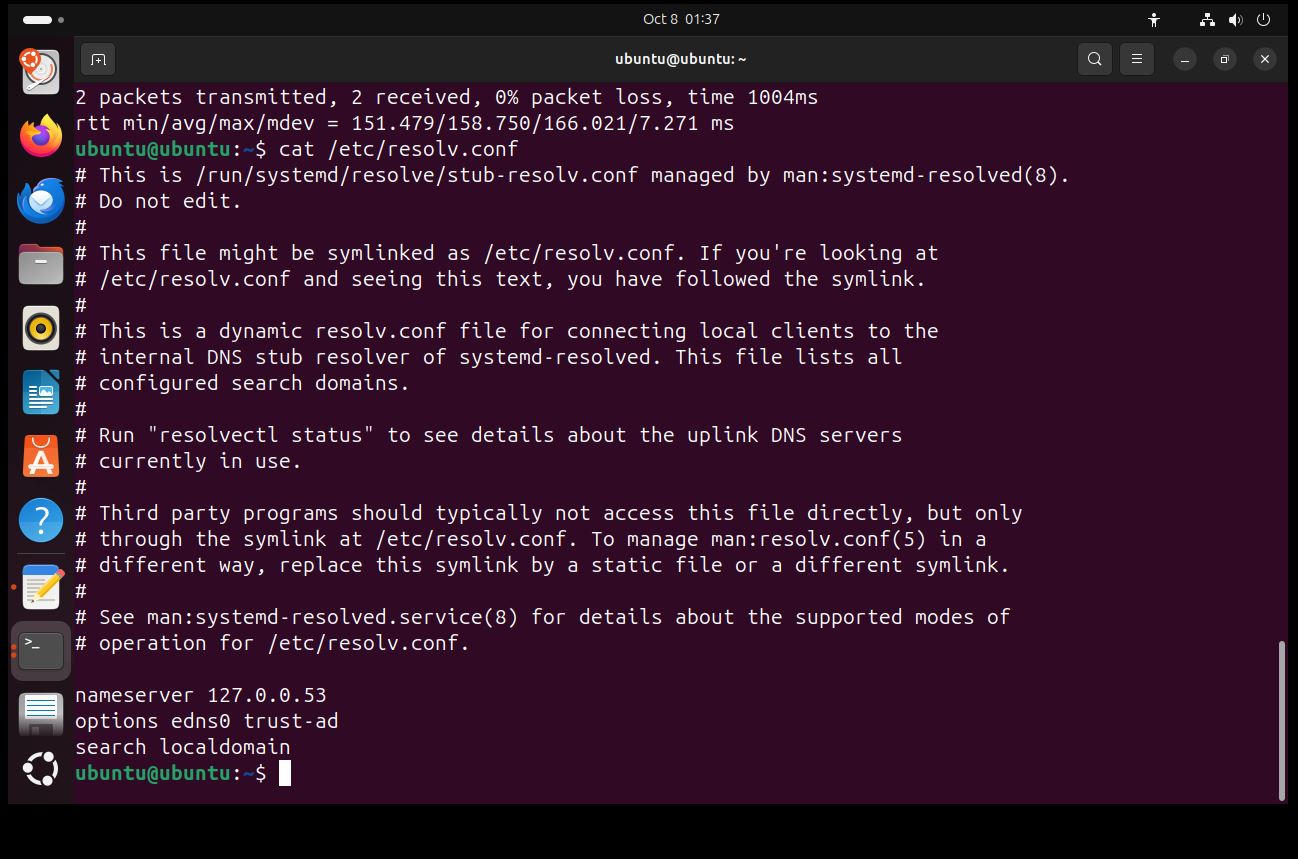 Oct 8 01:37
ubuntu@ubuntu: ~
2 packets transmitted, 2 received, 0% packet loss, time 1004ms
rtt min/avg/max/mdev = 151.479/158.750/166.021/7.271 ms
ubuntu@ubuntu:~$ cat /etc/resolv.conf
# This is /run/systemd/resolve/stub-resolv.conf managed by man:systemd-resolved(8).
# Do not edit.
#
# This file might be symlinked as /etc/resolv.conf. If you're looking at
# /etc/resolv.conf and seeing this text, you have followed the symlink.
#
# This is a dynamic resolv.conf file for connecting local clients to the
# internal DNS stub resolver of systemd-resolved. This file lists all
# configured search domains.
#
# Run "resolvectl status" to see details about the uplink DNS servers
# currently in use.
#
# Third party programs should typically not access this file directly, but only
# through the symlink at /etc/resolv.conf. To manage man:resolv.conf(5) in a
# different way, replace this symlink by a static file or a different symlink.
#
# See man:systemd-resolved.service(8) for details about the supported modes of
# operation for /etc/resolv.conf.

nameserver 127.0.0.53
options edns0 trust-ad
search localdomain
ubuntu@ubuntu:~$